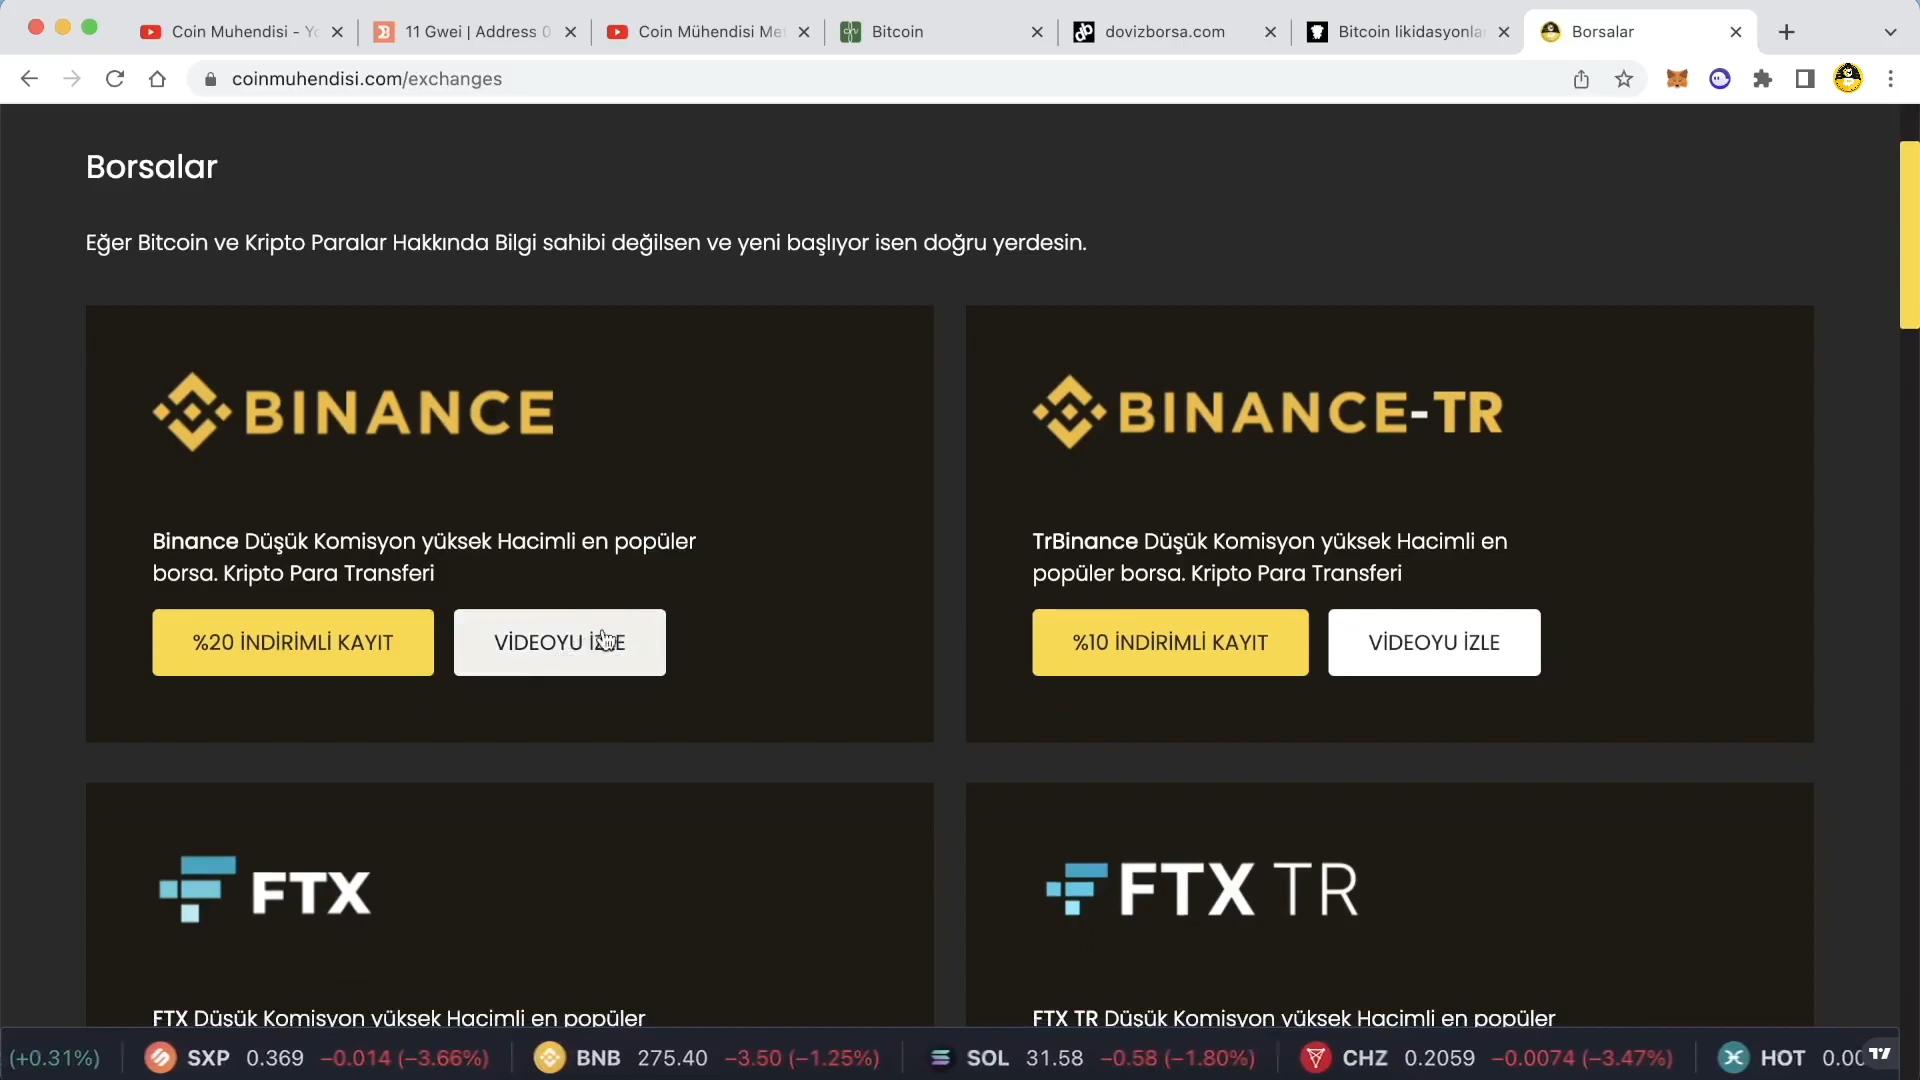 Coin Muhendisi - Yo
11 Gwei | Address 0
Coin Mühendisi Me
Bitcoin
dovizborsa.com
Bitcoin likidasyonla
Borsalar
coinmuhendisi.com/exchanges
Borsalar
Eğer Bitcoin ve Kripto Paralar Hakkında Bilgi sahibi değilsen ve yeni başlıyor isen doğru yerdesin.
BINANCE
Binance Düşük Komisyon yüksek Hacimli en popüler
borsa. Kripto Para Transferi
%20 İNDİRİMLİ KAYIT
VİDEOYU İZLE
BINANCE-TR
TrBinance Düşük Komisyon yüksek Hacimli en
popüler borsa. Kripto Para Transferi
%10 İNDİRİMLİ KAYIT
VİDEOYU İZLE
FTX
FTX Düşük Komisyon yüksek Hacimli en popüler
FTX TR
FTX TR Düşük Komisyon yüksek Hacimli en popüler
(+0.31%) SXP 0.369 −0.014 (−3.66%) BNB 275.40 −3.50 (−1.25%) SOL 31.58 −0.58 (−1.80%) CHZ 0.2059 −0.0074 (−3.47%) HOT 0.00